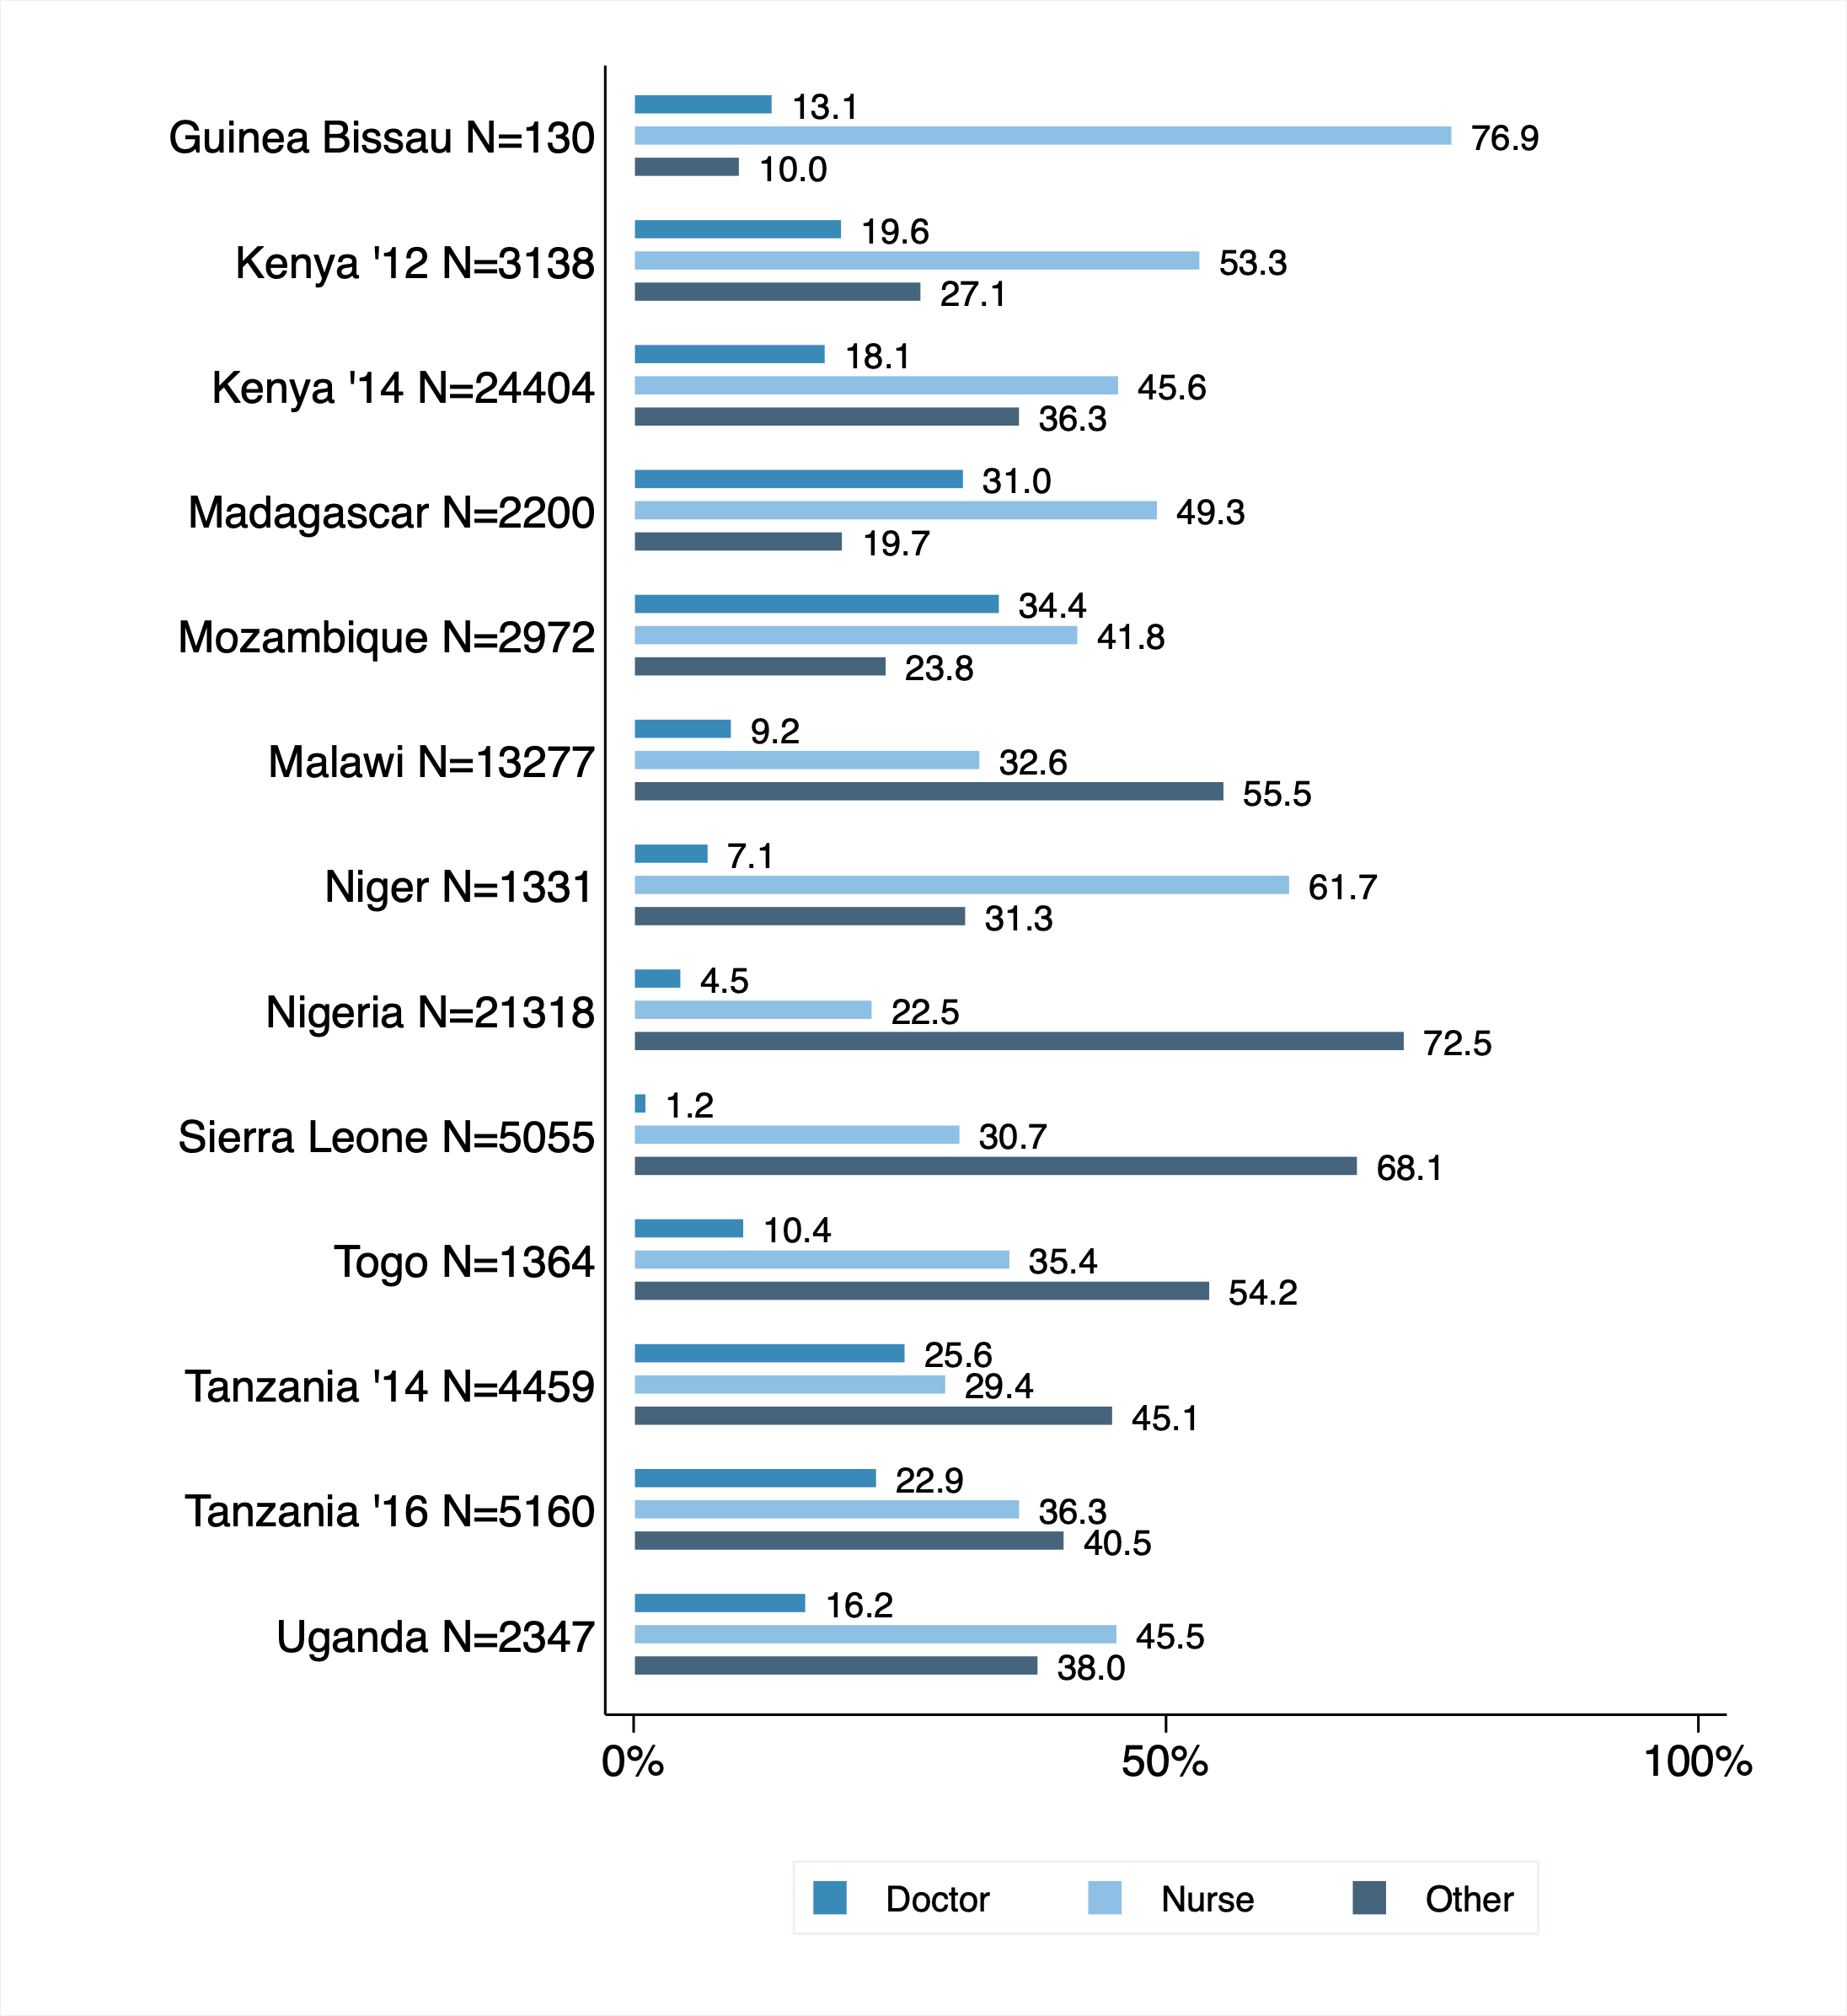 13.1
Guinea Bissau N=130 76.9
10.0
19.6
Kenya '12 N=3138 53.3
27.1
18.1
Kenya '14 N=24404 45.6
36.3
31.0
Madagascar N=2200 49.3
19.7
34.4
Mozambique N=2972 41.8
23.8
9.2
Malawi N=13277 32.6
55.5
7.1
Niger N=1331 61.7
31.3
4.5
Nigeria N=21318 22.5
72.5
1.2
Sierra Leone N=5055 30.7
68.1
10.4
Togo N=1364 35.4
54.2
25.6
Tanzania '14 N=4459 29.4
45.1
22.9
Tanzania '16 N=5160 36.3
40.5
16.2
Uganda N=2347 45.5
38.0
0% 50% 100%
Doctor Nurse Other